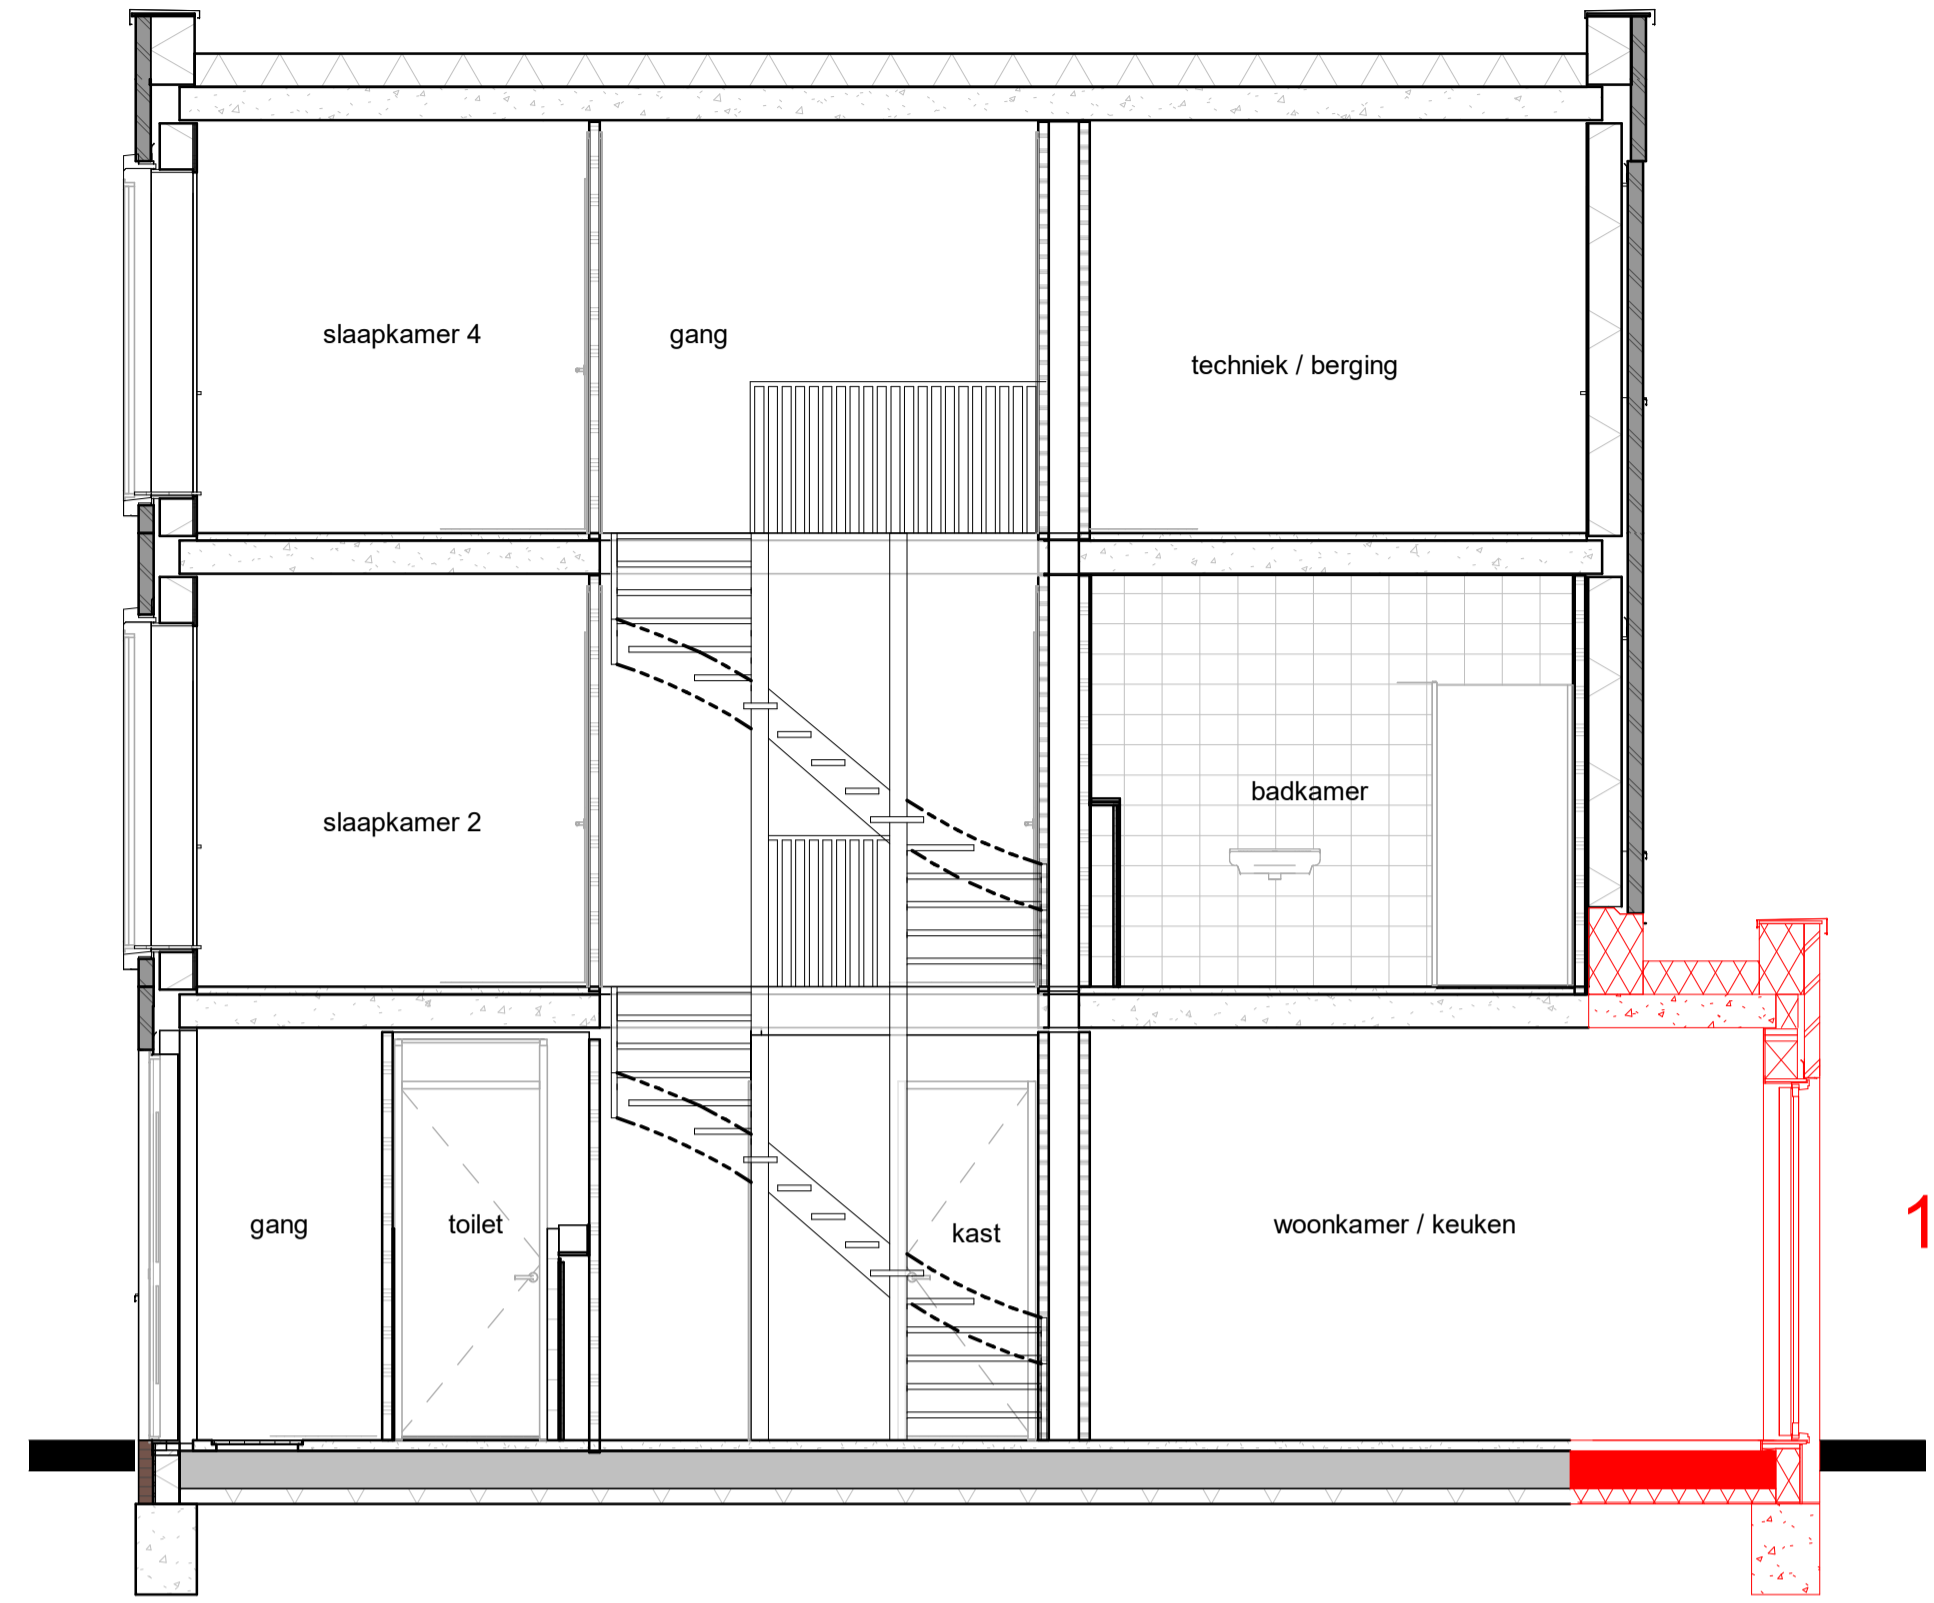 slaapkamer 4
gang
techniek / berging
slaapkamer 2
badkamer
gang
toilet
kast
woonkamer / keuken
1